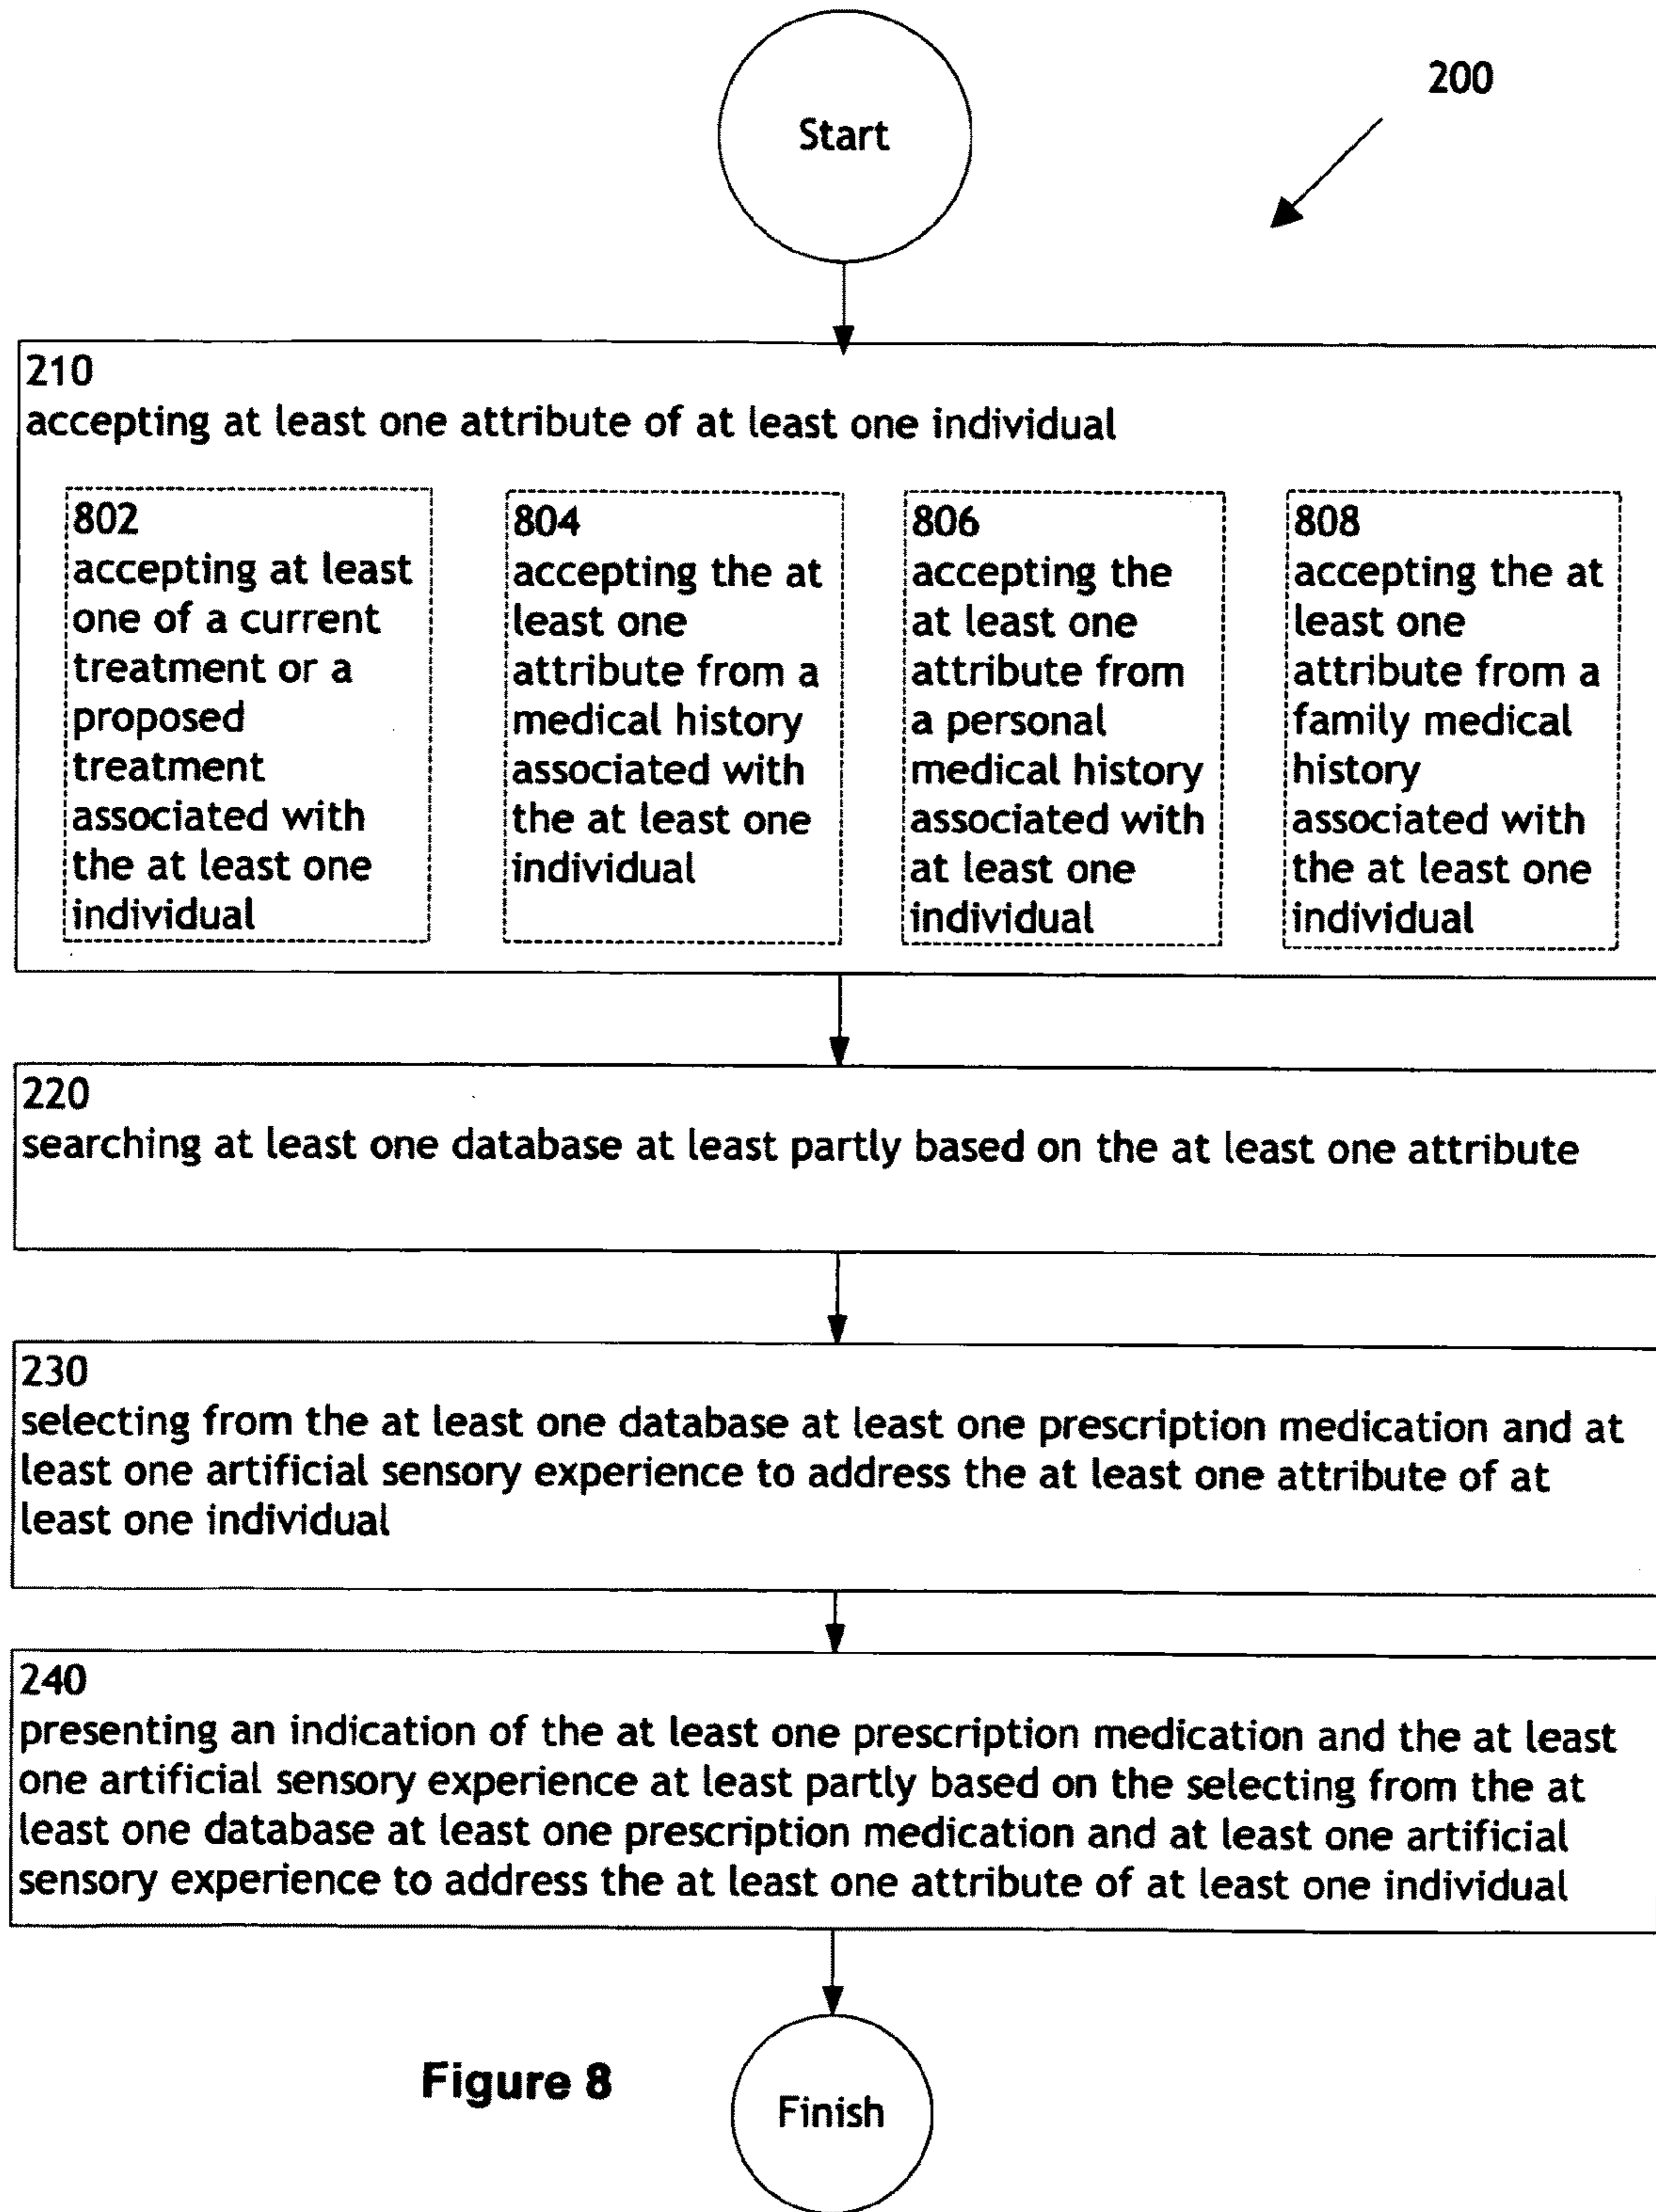 Start
200
210
accepting at least one attribute of at least one individual
802
accepting at least
one of a current
treatment or a
proposed
treatment
associated with
the at least one
individual
804
accepting the at
least one
attribute from a
medical history
associated with
the at least one
individual
806
accepting the
at least one
attribute from
a personal
medical history
associated with
at least one
individual
808
accepting the at
least one
attribute from a
family medical
history
associated with
the at least one
individual
220
searching at least one database at least partly based on the at least one attribute
230
selecting from the at least one database at least one prescription medication and at
least one artificial sensory experience to address the at least one attribute of at
least one individual
240
presenting an indication of the at least one prescription medication and the at least
one artificial sensory experience at least partly based on the selecting from the at
least one database at least one prescription medication and at least one artificial
sensory experience to address the at least one attribute of at least one individual
Figure 8
Finish